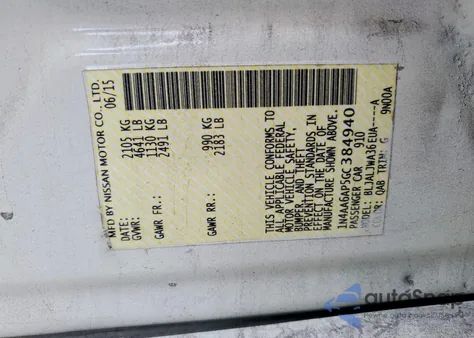 MFD BY NISSAN MOTOR CO., LTD.
DATE: 06/15
GVWR: 2105 KG
4641 LB
GAWR FR.: 1130 KG
2491 LB
GAWR RR.: 990 KG
2183 LB
THIS VEHICLE CONFORMS TO
ALL APPLICABLE FEDERAL
MOTOR VEHICLE SAFETY,
BUMPER, AND THEFT
PREVENTION STANDARDS IN
EFFECT ON THE DATE OF
MANUFACTURE SHOWN ABOVE.
1N4AA6AP5GC384940
PASSENGER CAR 910
MODEL: BLJALJWA36EUA----A
QAB TRIM: G 9N00A